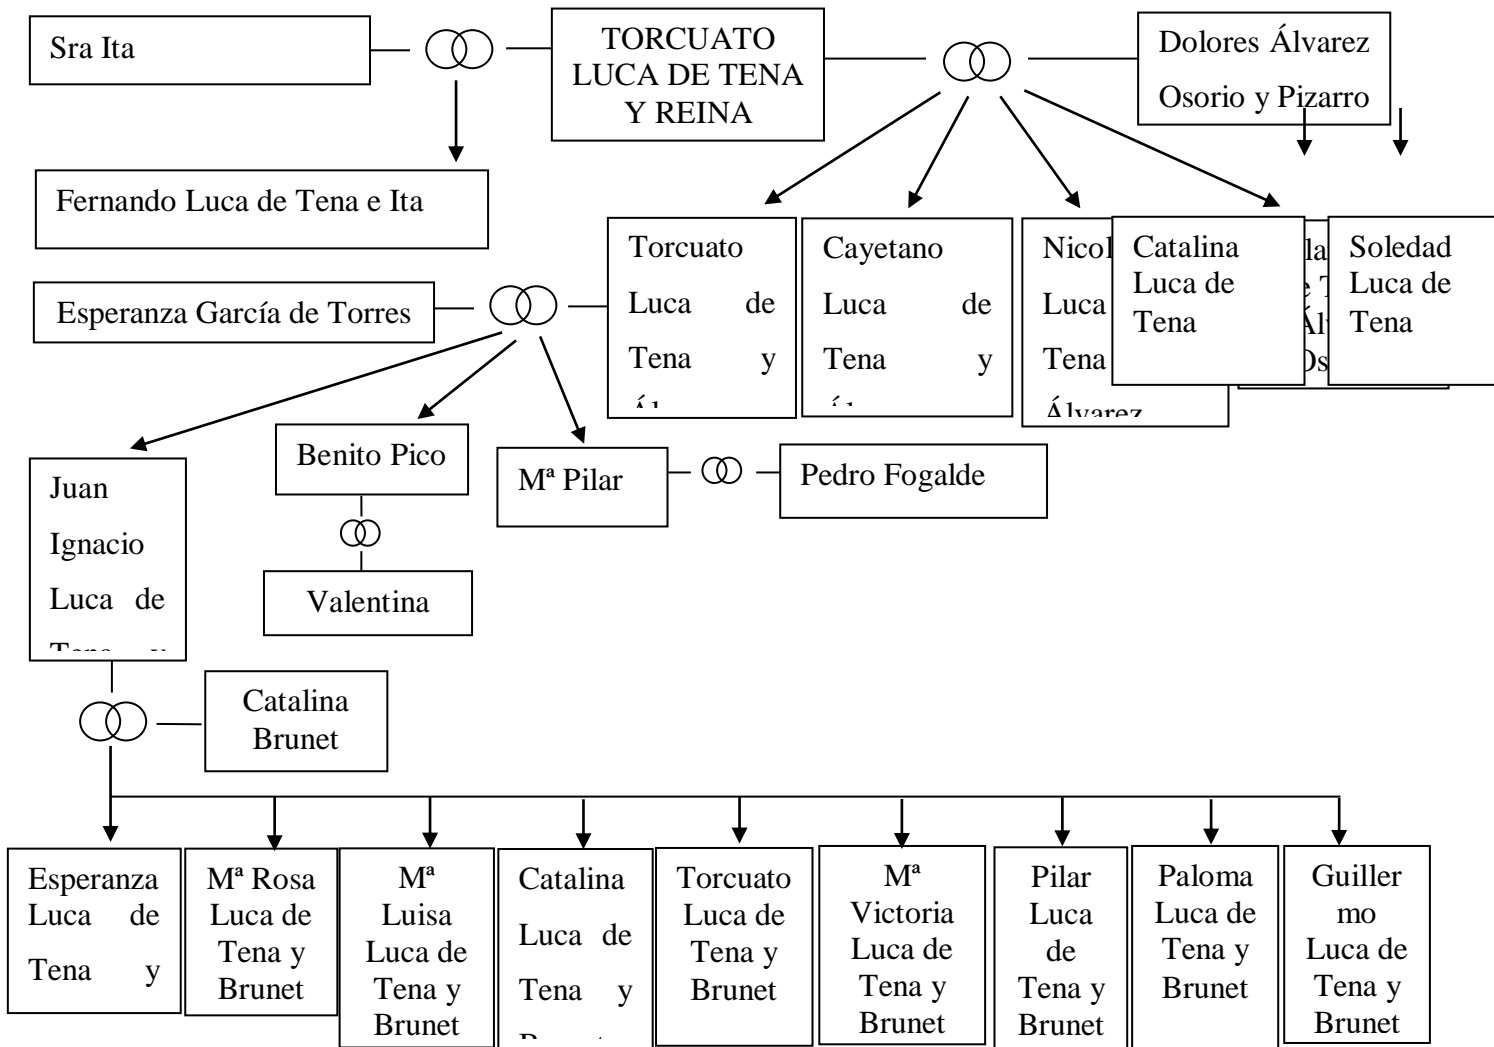 Sra Ita
TORCUATO
LUCA DE TENA
Y REINA
Dolores Álvarez
Osorio y Pizarro
Fernando Luca de Tena e Ita
Torcuato
Luca de
Tena y
Cayetano
Luca de
Tena y
Luca
Tena
Álvarez
Catalina
Luca de
Tena
Soledad
Luca de
Tena
Esperanza García de Torres
Juan
Ignacio
Luca de
Tena y
Benito Pico
Valentina
Mª Pilar
Pedro Fogalde
Catalina
Brunet
Esperanza
Luca de
Tena y
Mª Rosa
Luca de
Tena y
Brunet
Mª
Luisa
Luca de
Tena y
Brunet
Catalina
Luca de
Tena y
Brunet
Torcuato
Luca de
Tena y
Brunet
Mª
Victoria
Luca de
Tena y
Brunet
Pilar
Luca
de
Tena y
Brunet
Paloma
Luca de
Tena y
Brunet
Guiller
mo
Luca de
Tena y
Brunet